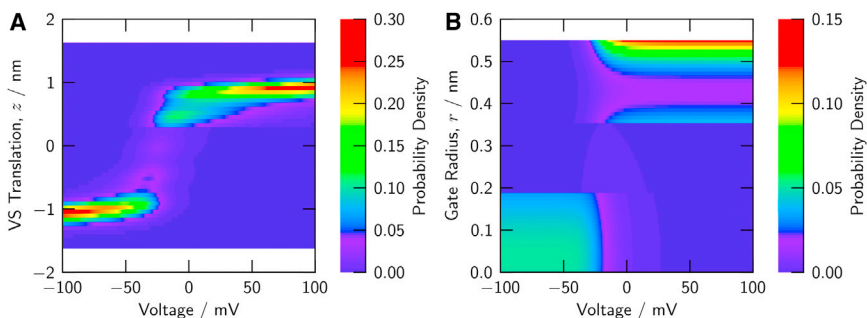 A
VS Translation, z / nm
2
1
0
−1
−2
−100 −50 0 50 100
Voltage / mV
0.30
0.25
0.20
0.15
0.10
0.05
0.00
Probability Density
B
Gate Radius, r / nm
0.6
0.5
0.4
0.3
0.2
0.1
0.0
−100 −50 0 50 100
Voltage / mV
0.15
0.10
0.05
0.00
Probability Density